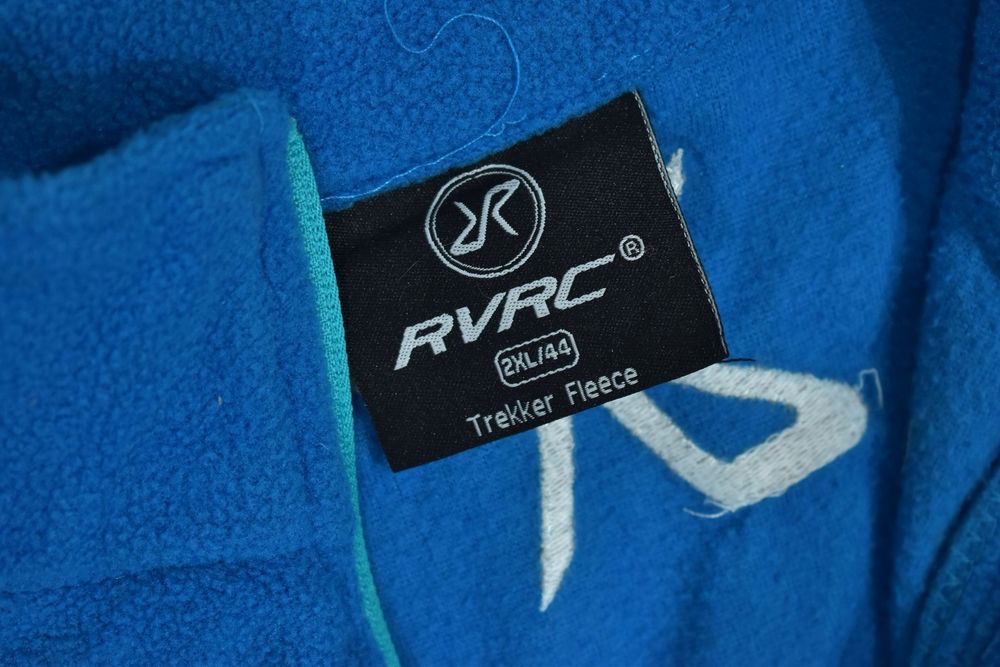 RVRC®
2XL/44
Trekker Fleece